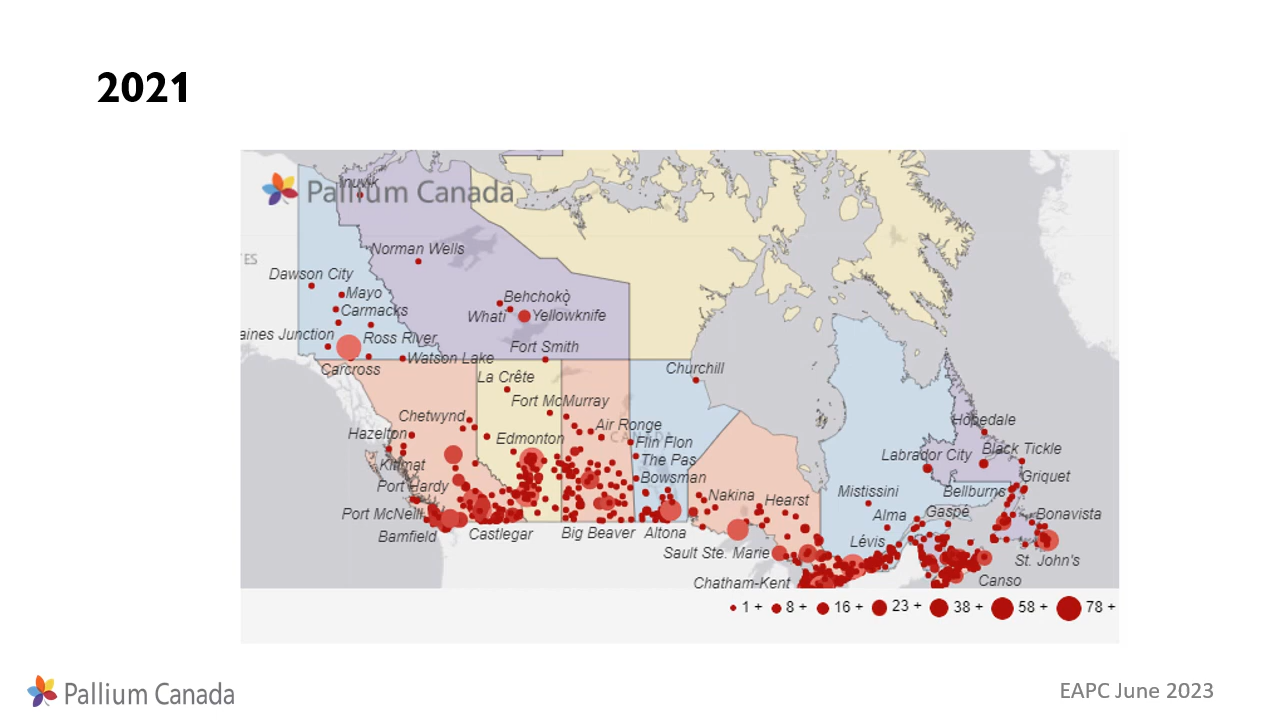 2021
Pallium Canada
Inuvik
Norman Wells
ES
Dawson City
Mayo
Behchokǫ̀
Carmacks
Whati
Yellowknife
aines Junction
Ross River
Fort Smith
Watson Lake
Carcross
Churchill
La Crête
Fort McMurray
Chetwynd
Hopedale
Air Ronge
Hazelton
CANADA
Edmonton
Flin Flon
Black Tickle
Labrador City
The Pas
Kitimat
Bowsman
Griquet
Port Hardy
Mistissini
Bellburns
Nakina
Hearst
Port McNeill
Alma
Gaspé
Bonavista
Bamfield
Castlegar
Big Beaver
Altona
Lévis
Sault Ste. Marie
St. John's
Chatham-Kent
Canso
1 + 8 + 16 + 23 + 38 + 58 + 78 +
Pallium Canada
EAPC June 2023